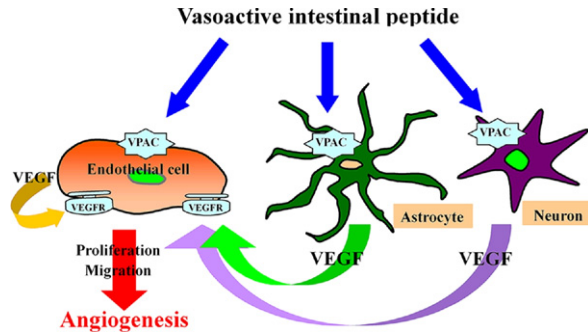 Vasoactive intestinal peptide
VPAC
VPAC
VPAC
Endothelial cell
VEGF
VEGFR
VEGFR
Astrocyte
Neuron
Proliferation
Migration
VEGF
VEGF
Angiogenesis